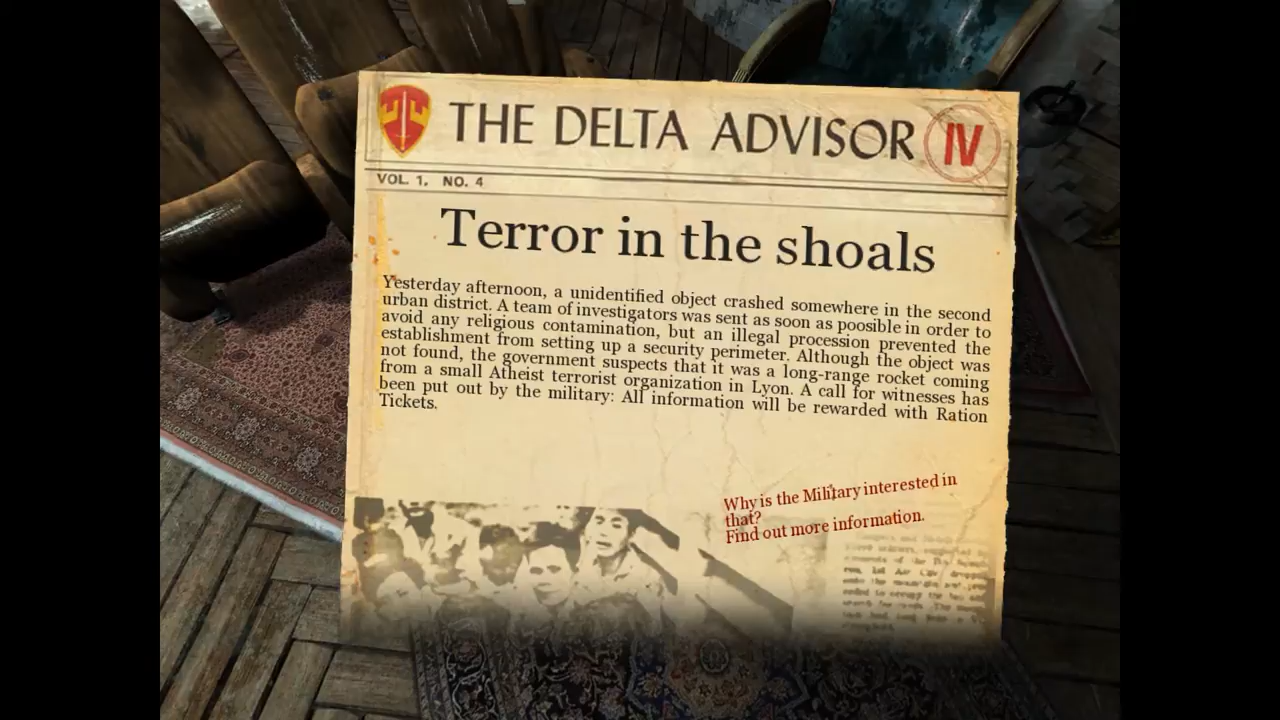 THE DELTA ADVISOR IV
VOL. 1, NO. 4
Terror in the shoals
Yesterday afternoon, a unidentified object crashed somewhere in the second
urban district. A team of investigators was sent as soon as poosible in order to
avoid any religious contamination, but an illegal procession prevented the
establishment from setting up a security perimeter. Although the object was
not found, the government suspects that it was a long-range rocket coming
from a small Atheist terrorist organization in Lyon. A call for witnesses has
been put out by the military: All information will be rewarded with Ration
Tickets.
Why is the Military interested in
that?
Find out more information.